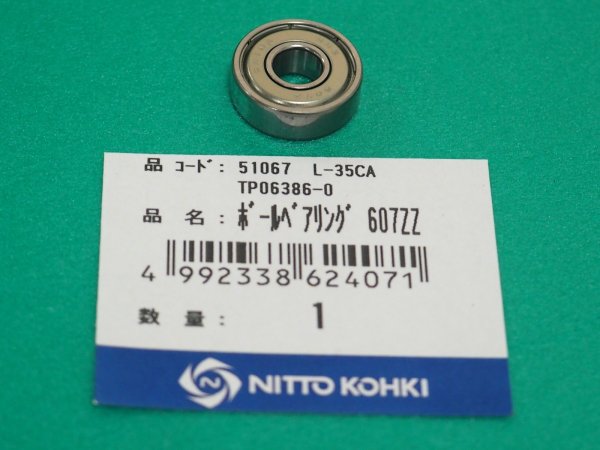 品 コード: 51067 L-35CA
TP06386-0
品 名: ボールベアリング 607ZZ
4 992338 624071
数 量: 1
NITTO KOHKI